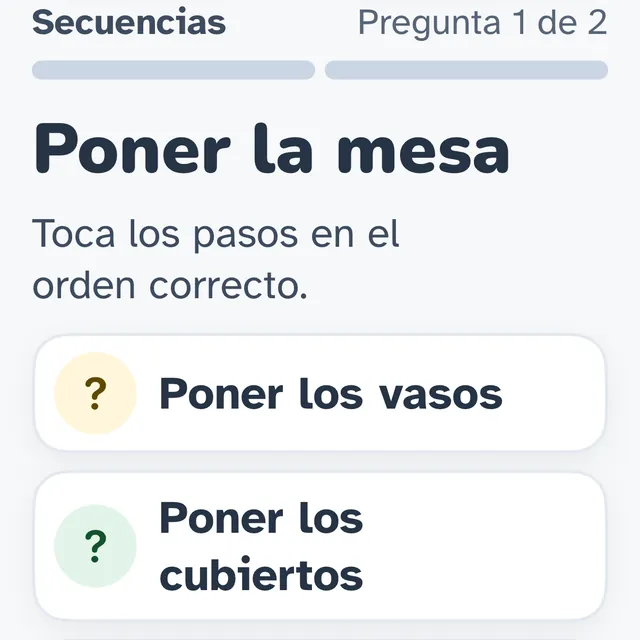 Secuencias
Pregunta 1 de 2
Poner la mesa
Toca los pasos en el
orden correcto.
? Poner los vasos
? Poner los
cubiertos